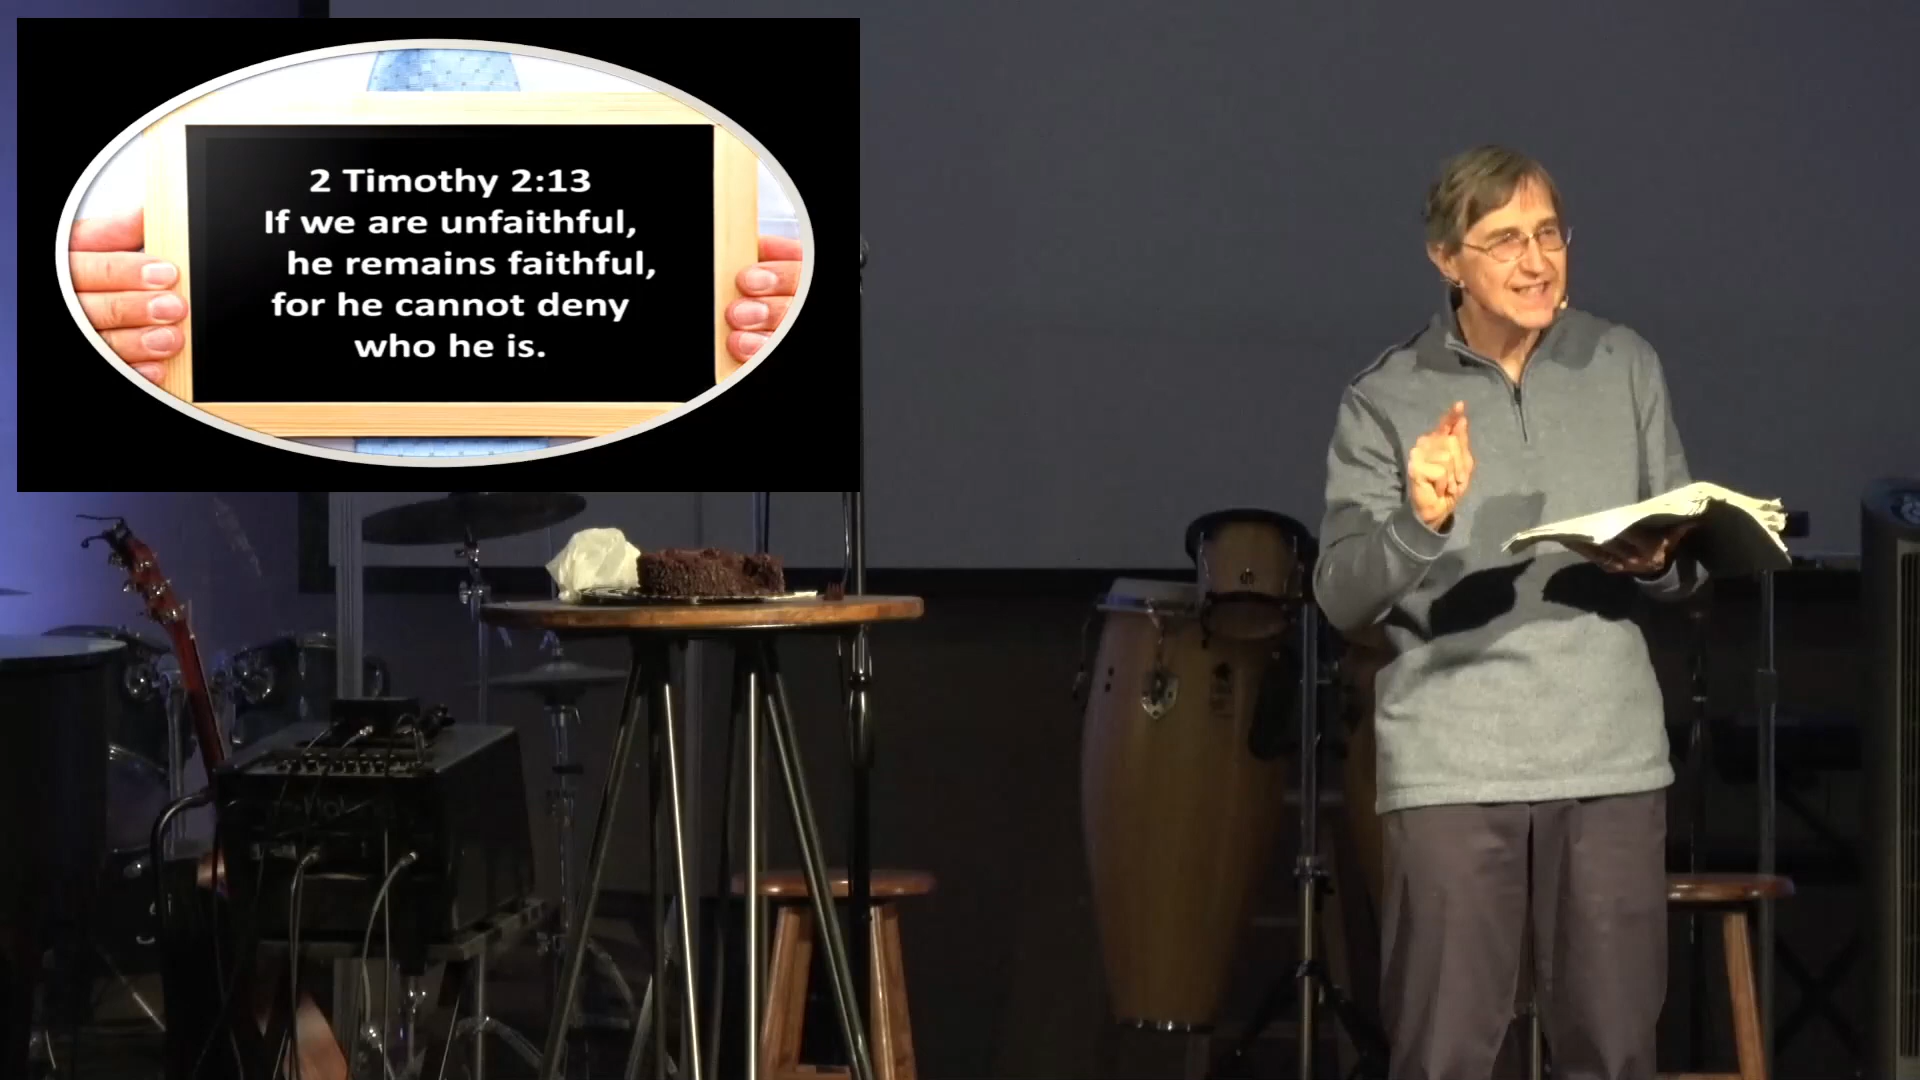 2 Timothy 2:13
If we are unfaithful,
he remains faithful,
for he cannot deny
who he is.